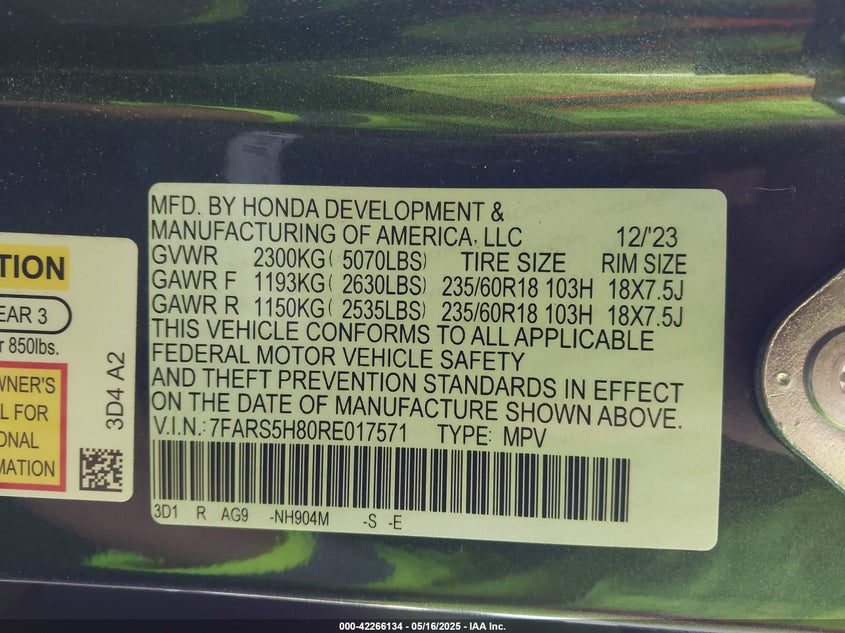 MFD. BY HONDA DEVELOPMENT &
MANUFACTURING OF AMERICA, LLC 12/'23
GVWR 2300KG( 5070LBS) TIRE SIZE RIM SIZE
GAWR F 1193KG( 2630LBS) 235/60R18 103H 18X7.5J
GAWR R 1150KG( 2535LBS) 235/60R18 103H 18X7.5J
THIS VEHICLE CONFORMS TO ALL APPLICABLE
FEDERAL MOTOR VEHICLE SAFETY
AND THEFT PREVENTION STANDARDS IN EFFECT
ON THE DATE OF MANUFACTURE SHOWN ABOVE.
V.I.N.: 7FARS5H80RE017571 TYPE: MPV
3D1 R AG9 -NH904M -S -E
TION
EAR 3
r 850lbs.
WNER'S
L FOR
ONAL
MATION
3D4 A2
000-42266134 - 05/16/2025 - IAA Inc.